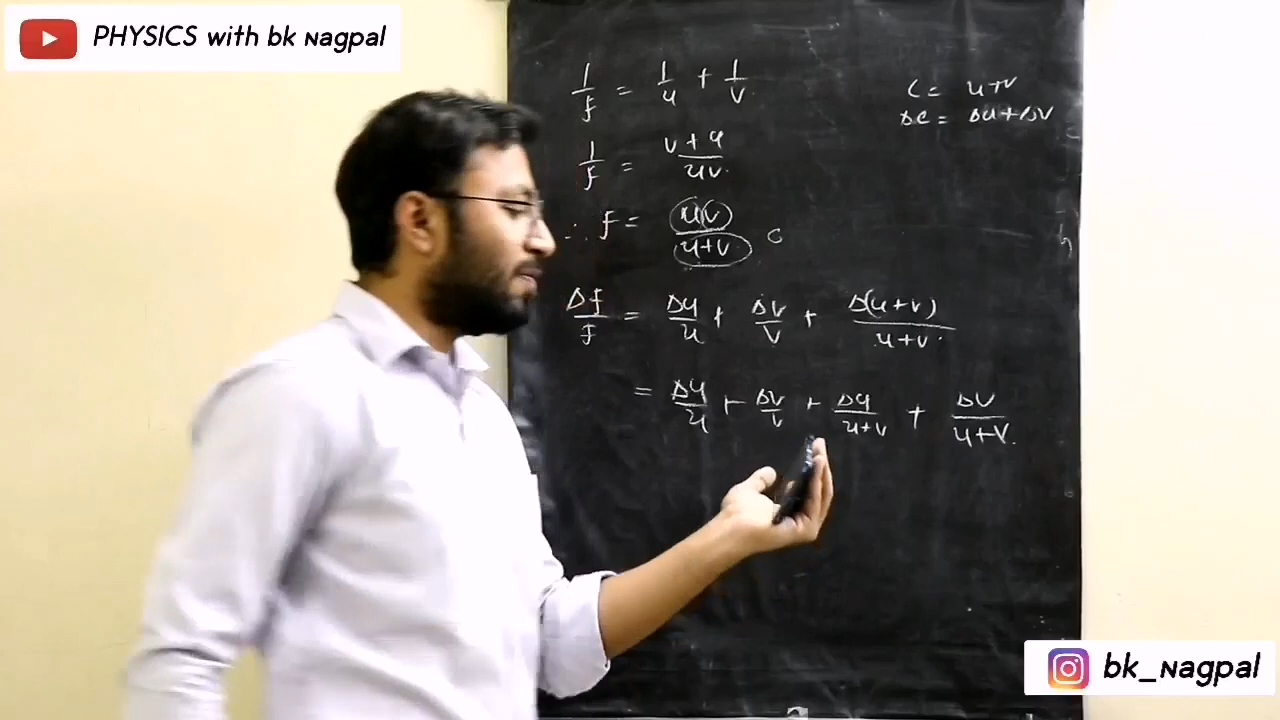 PHYSICS with bk nagpal
1/f = 1/u + 1/v
1/f = v+u/uv
∴ f = uv/u+v
c = u+v
Δc = Δu+Δv
Δf/f = Δu/u + Δv/v + Δ(u+v)/u+v
= Δu/u + Δv/v + Δu/u+v + Δv/u+v
bk_nagpal